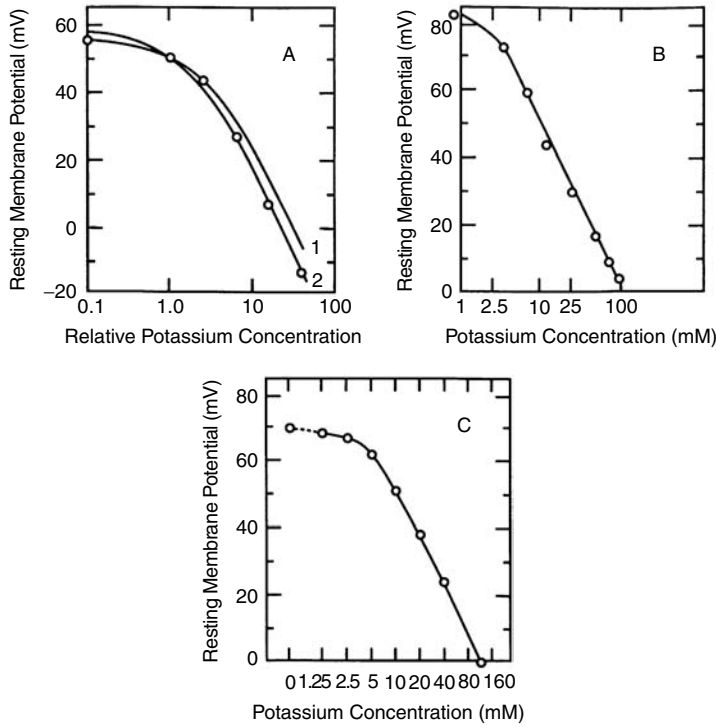 Resting Membrane Potential (mV)
60
40
20
0
–20
A
1
2
0.1 1.0 10 100
Relative Potassium Concentration
Resting Membrane Potential (mV)
80
60
40
20
0
B
1 2.5 10 25 100
Potassium Concentration (mM)
Resting Membrane Potential (mV)
80
60
40
20
0
C
0 1.25 2.5 5 10 20 40 80 160
Potassium Concentration (mM)